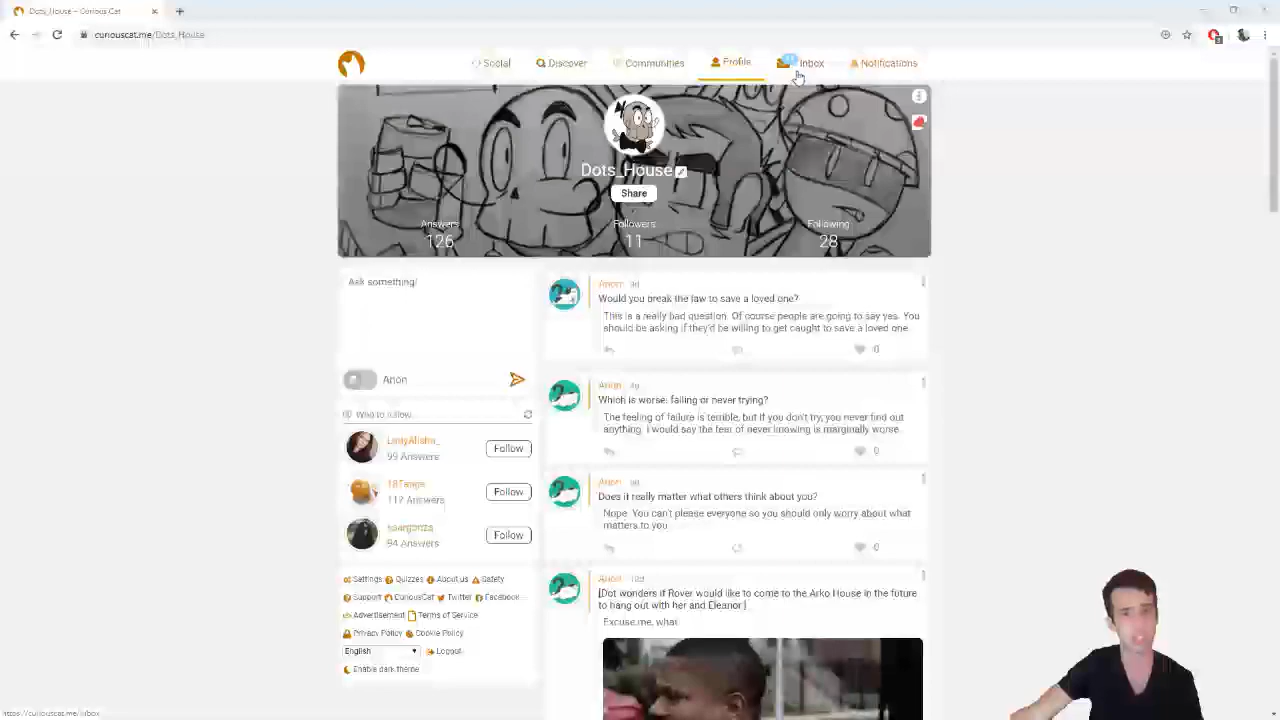 Dots_House – Curious Cat
curiouscat.me/Dots_House
Social
Discover
Communities
Profile
Inbox
Notifications
Dots_House
Share
Answers
126
Followers
11
Following
28
Ask something!
Anon
Who to follow
99 Answers
Follow
Follow
94 Answers
Follow
Settings Quizzes About us Safety
Support CuriousCat Twitter Facebook
Advertisement Terms of Service
Privacy Policy Cookie Policy
English Logout
Enable dark theme
Anon
Would you break the law to save a loved one?
This is a really bad question. Of course people are going to say yes. You
should be asking if they'd be willing to get caught to save a loved one.
0
Anon
Which is worse: failing or never trying?
The feeling of failure is terrible, but if you don't try, you never find out
anything. I would say the fear of never knowing is marginally worse.
0
Anon
Does it really matter what others think about you?
Nope. You can't please everyone so you should only worry about what
matters to you.
0
Anon
[Dot wonders if Rover would like to come to the Arko House in the future
to hang out with her and Eleanor]
Excuse me, what
https://curiouscat.me/inbox